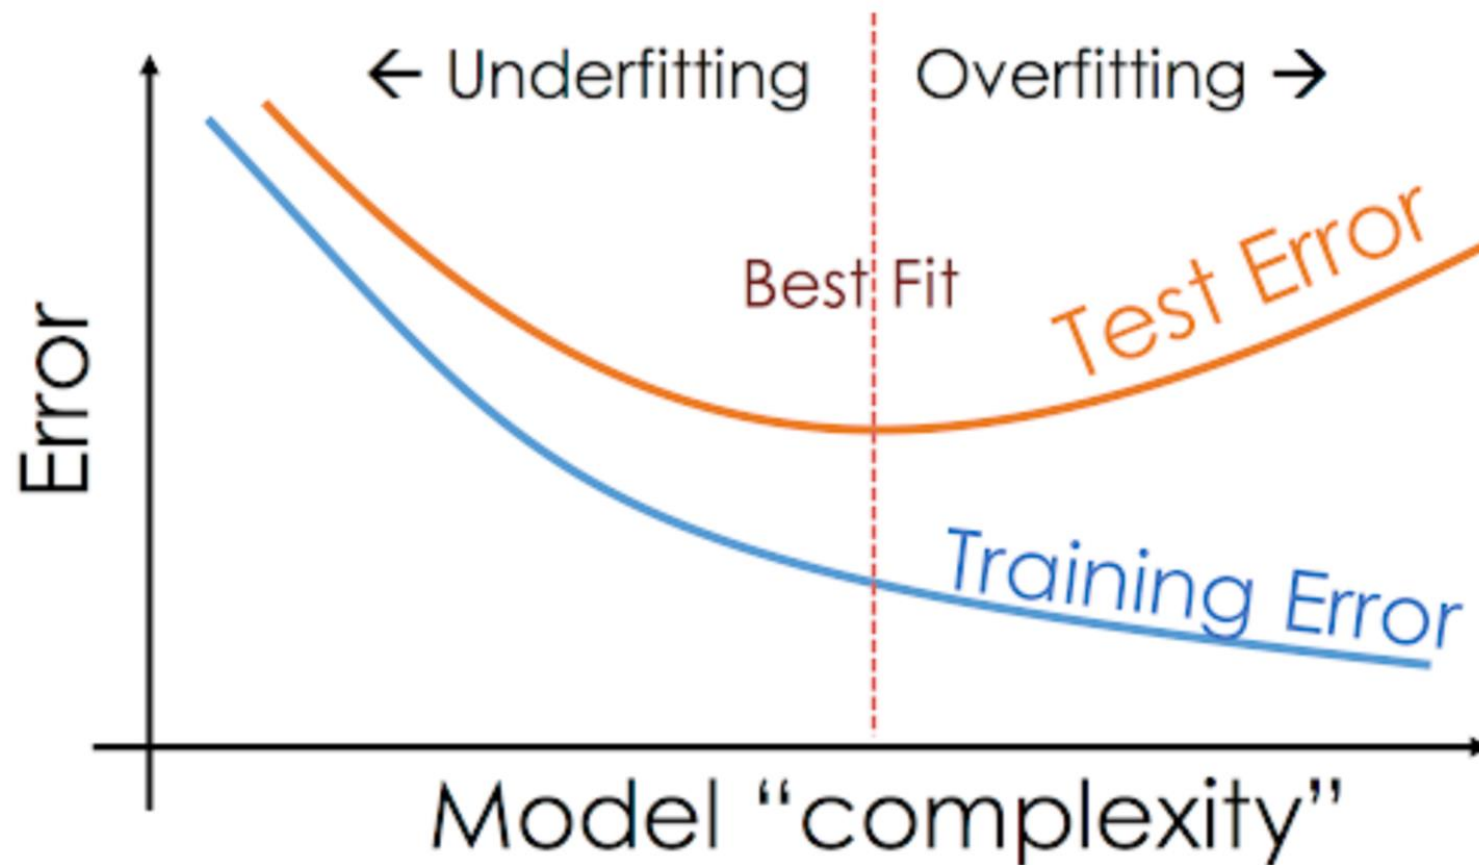 ← Underfitting
Overfitting →
Best Fit
Test Error
Training Error
Error
Model “complexity”